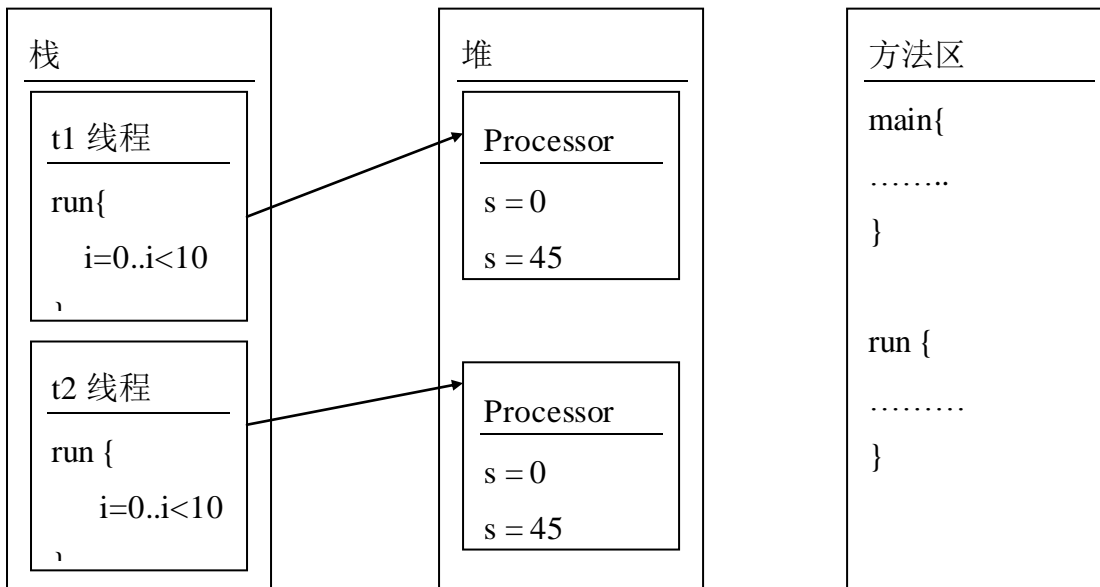 栈
t1 线程
run{
i=0..i<10
t2 线程
run {
i=0..i<10
堆
Processor
s = 0
s = 45
Processor
s = 0
s = 45
方法区
main{
……..
}
run {
………
}